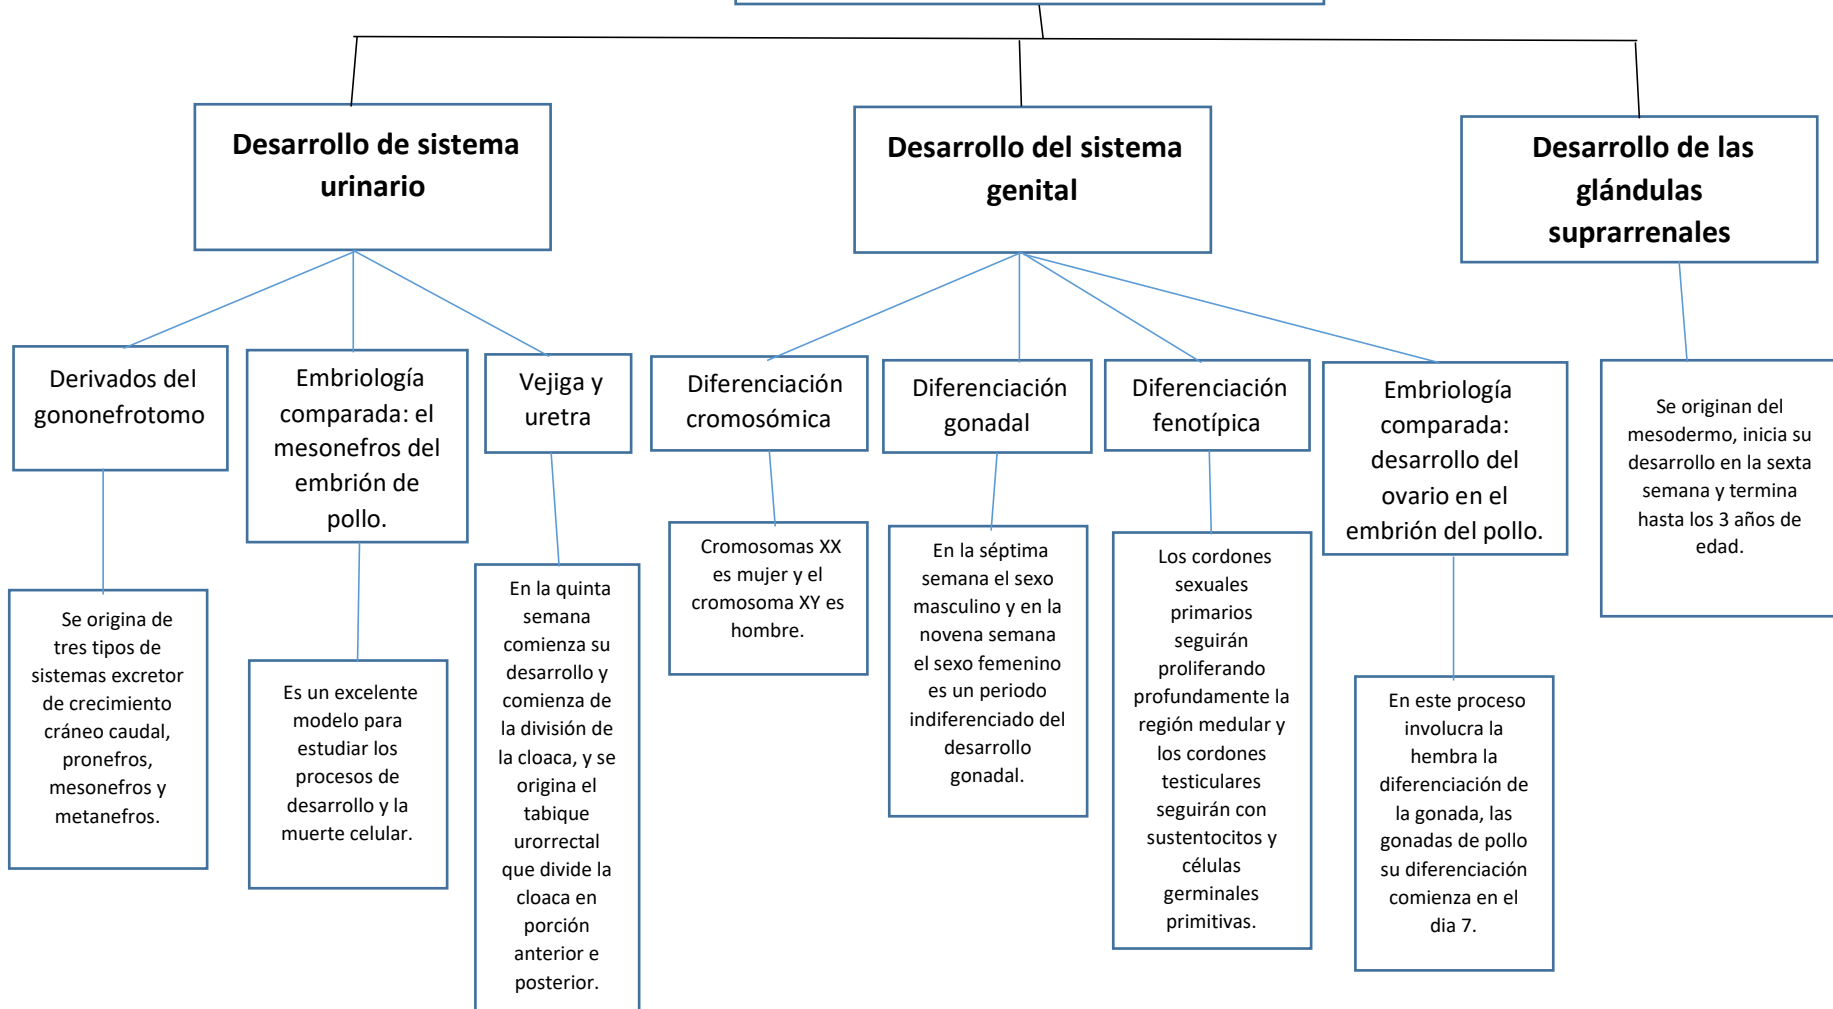 Desarrollo de sistema
urinario
Desarrollo del sistema
genital
Desarrollo de las
glándulas
suprarrenales
Derivados del
gononefrotomo
Embriología
comparada: el
mesonefros del
embrión de
pollo.
Vejiga y
uretra
Diferenciación
cromosómica
Diferenciación
gonadal
Diferenciación
fenotípica
Embriología
comparada:
desarrollo del
ovario en el
embrión del pollo.
Se originan del
mesodermo, inicia su
desarrollo en la sexta
semana y termina
hasta los 3 años de
edad.
Se origina de
tres tipos de
sistemas excretor
de crecimiento
cráneo caudal,
pronefros,
mesonefros y
metanefros.
Es un excelente
modelo para
estudiar los
procesos de
desarrollo y la
muerte celular.
En la quinta
semana
comienza su
desarrollo y
comienza de
la división de
la cloaca, y se
origina el
tabique
urorrectal
que divide la
cloaca en
porción
anterior e
posterior.
Cromosomas XX
es mujer y el
cromosoma XY es
hombre.
En la séptima
semana el sexo
masculino y en la
novena semana
el sexo femenino
es un periodo
indiferenciado del
desarrollo
gonadal.
Los cordones
sexuales
primarios
seguirán
proliferando
profundamente la
región medular y
los cordones
testiculares
seguirán con
sustentocitos y
células
germinales
primitivas.
En este proceso
involucra la
hembra la
diferenciación de
la gonada, las
gonadas de pollo
su diferenciación
comienza en el
dia 7.